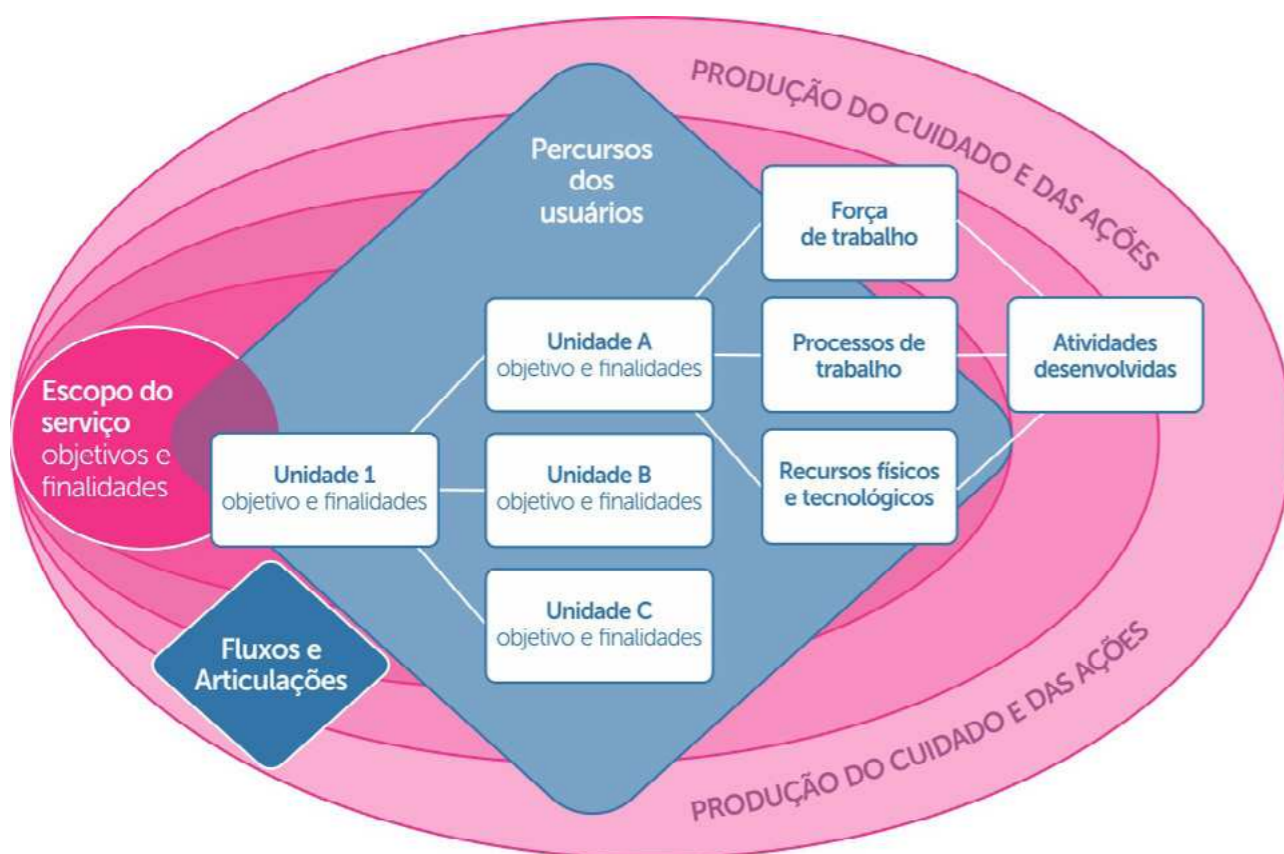 PRODUÇÃO DO CUIDADO E DAS AÇÕES
Percursos
dos
usuários
Força
de trabalho
Unidade A
objetivo e finalidades
Processos de
trabalho
Atividades
desenvolvidas
Escopo do
serviço
objetivos e
finalidades
Unidade 1
objetivo e finalidades
Unidade B
objetivo e finalidades
Recursos físicos
e tecnológicos
Unidade C
objetivo e finalidades
Fluxos e
Articulações
PRODUÇÃO DO CUIDADO E DAS AÇÕES